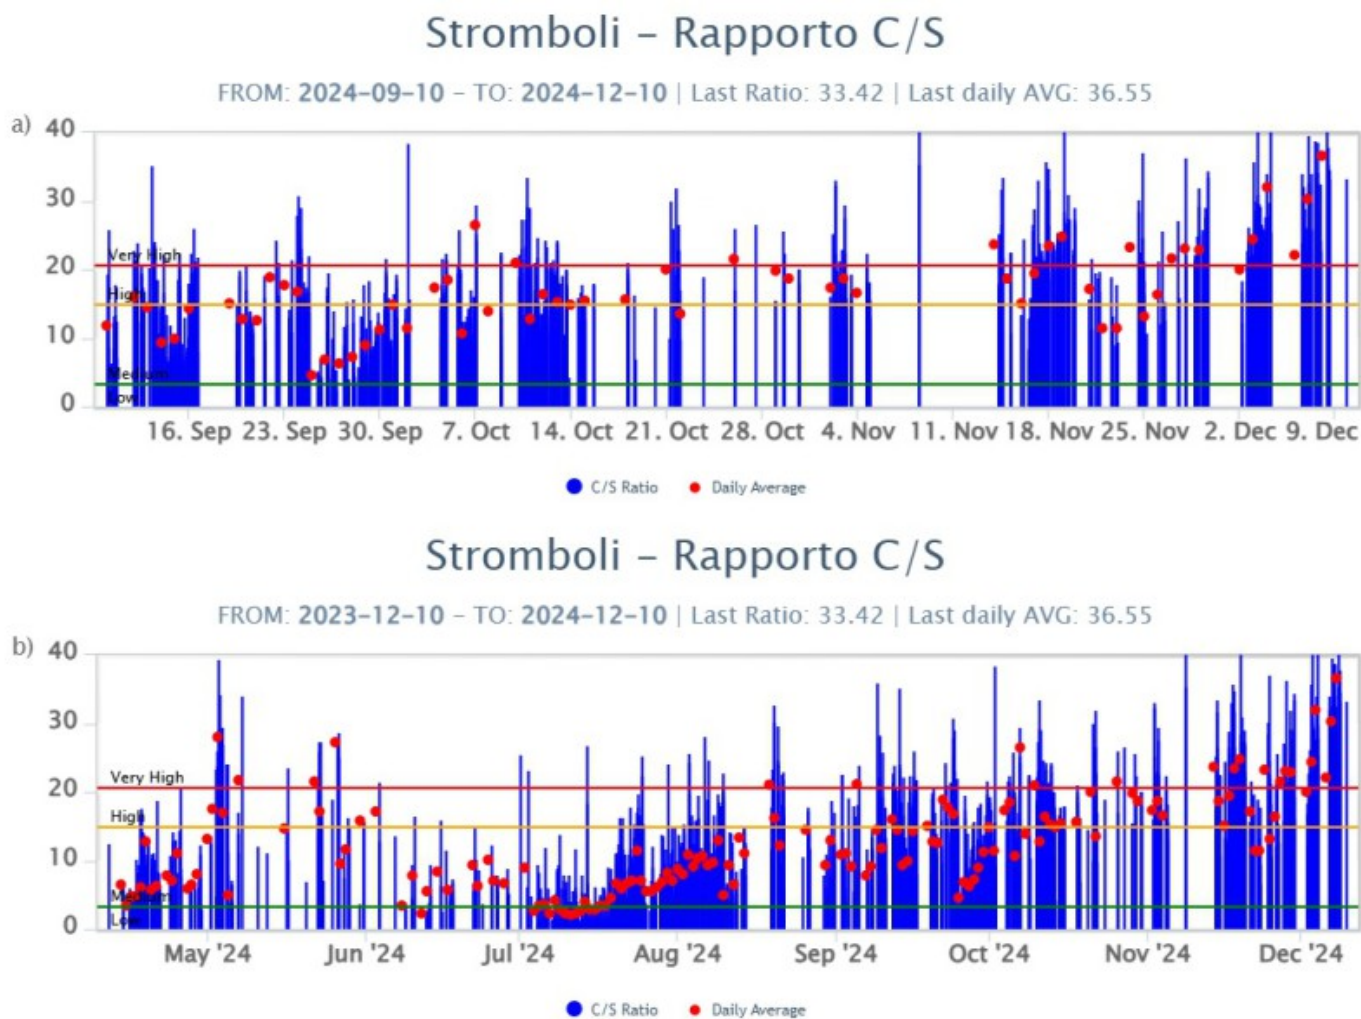 Stromboli – Rapporto C/S
FROM: 2024-09-10 – TO: 2024-12-10 | Last Ratio: 33.42 | Last daily AVG: 36.55
a)
40
30
Very High
20
High
10
Medium
Low
0
16. Sep 23. Sep 30. Sep 7. Oct 14. Oct 21. Oct 28. Oct 4. Nov 11. Nov 18. Nov 25. Nov 2. Dec 9. Dec
C/S Ratio Daily Average
Stromboli – Rapporto C/S
FROM: 2023-12-10 – TO: 2024-12-10 | Last Ratio: 33.42 | Last daily AVG: 36.55
b)
40
30
Very High
20
High
10
Medium
Low
0
May '24 Jun '24 Jul '24 Aug '24 Sep '24 Oct '24 Nov '24 Dec '24
C/S Ratio Daily Average